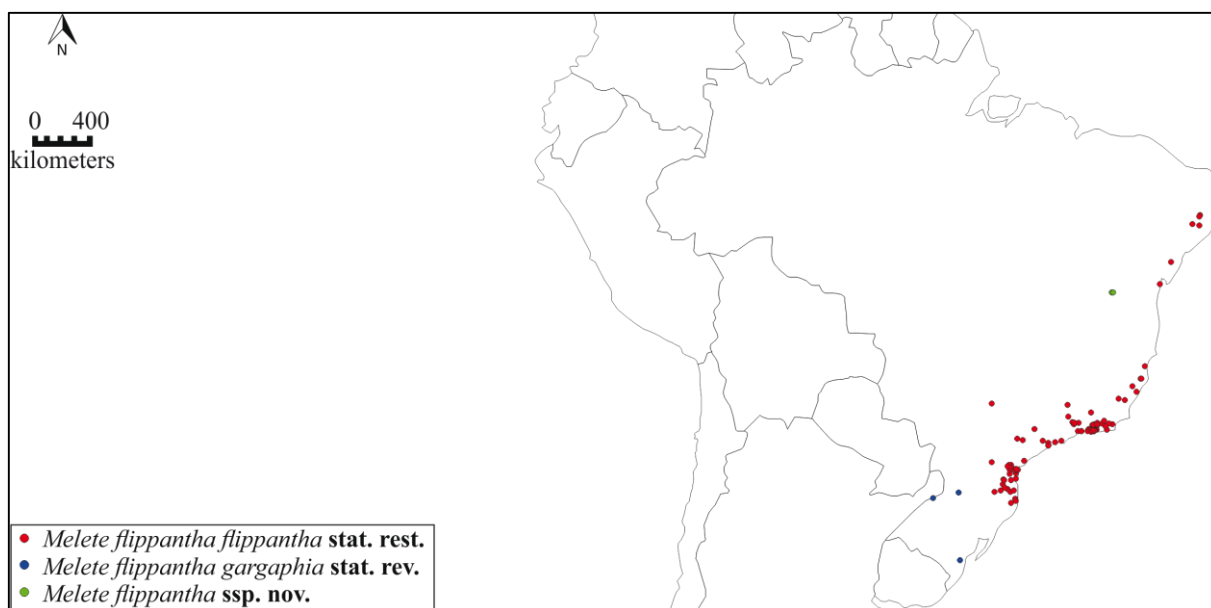 N
0 400
kilometers
Melete flippantha flippantha stat. rest.
Melete flippantha gargaphia stat. rev.
Melete flippantha ssp. nov.